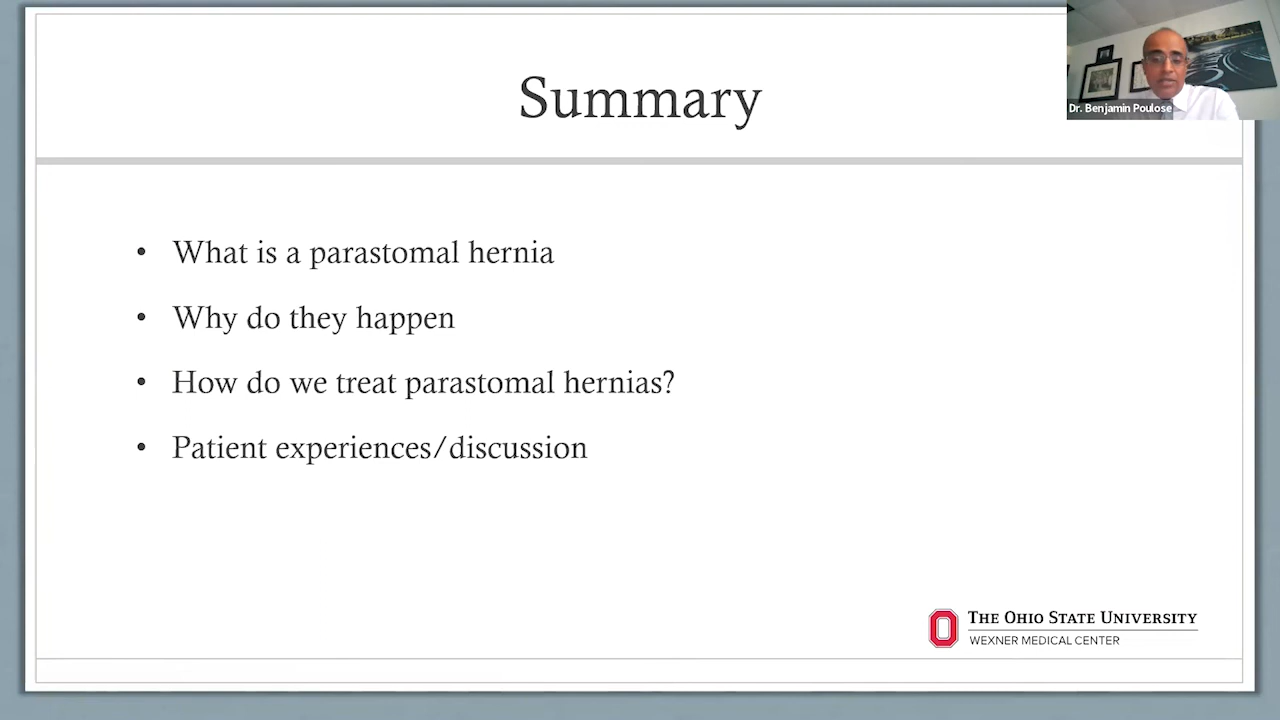 Summary
Dr. Benjamin Poulose
• What is a parastomal hernia
• Why do they happen
• How do we treat parastomal hernias?
• Patient experiences/discussion
THE OHIO STATE UNIVERSITY
WEXNER MEDICAL CENTER